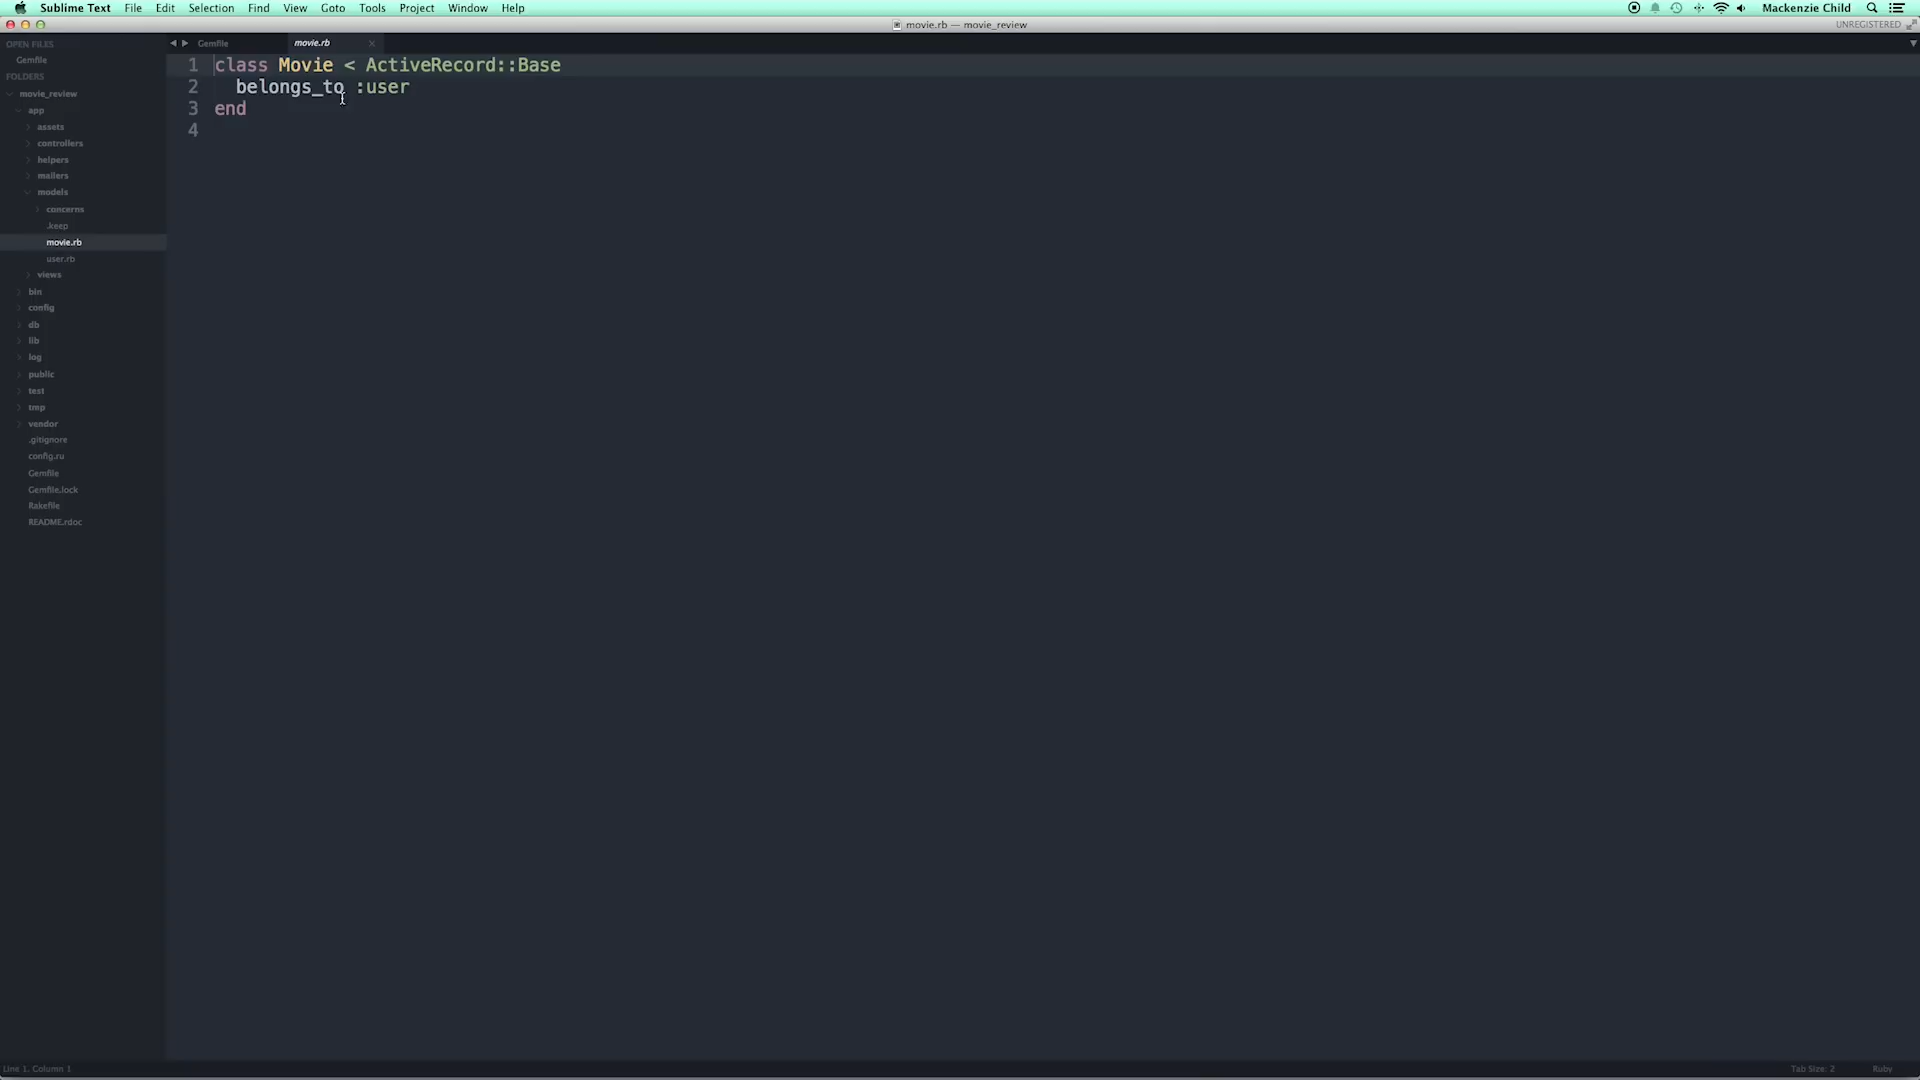 Sublime Text File Edit Selection Find View Goto Tools Project Window Help Mackenzie Child
movie.rb — movie_review UNREGISTERED
OPEN FILES
Gemfile
FOLDERS
movie_review
app
assets
controllers
helpers
mailers
models
concerns
.keep
movie.rb
user.rb
views
bin
config
db
lib
log
public
test
tmp
vendor
.gitignore
config.ru
Gemfile
Gemfile.lock
Rakefile
README.rdoc
Gemfile movie.rb
1 class Movie < ActiveRecord::Base
2 belongs_to :user
3 end
4
Line 1, Column 1 Tab Size: 2 Ruby